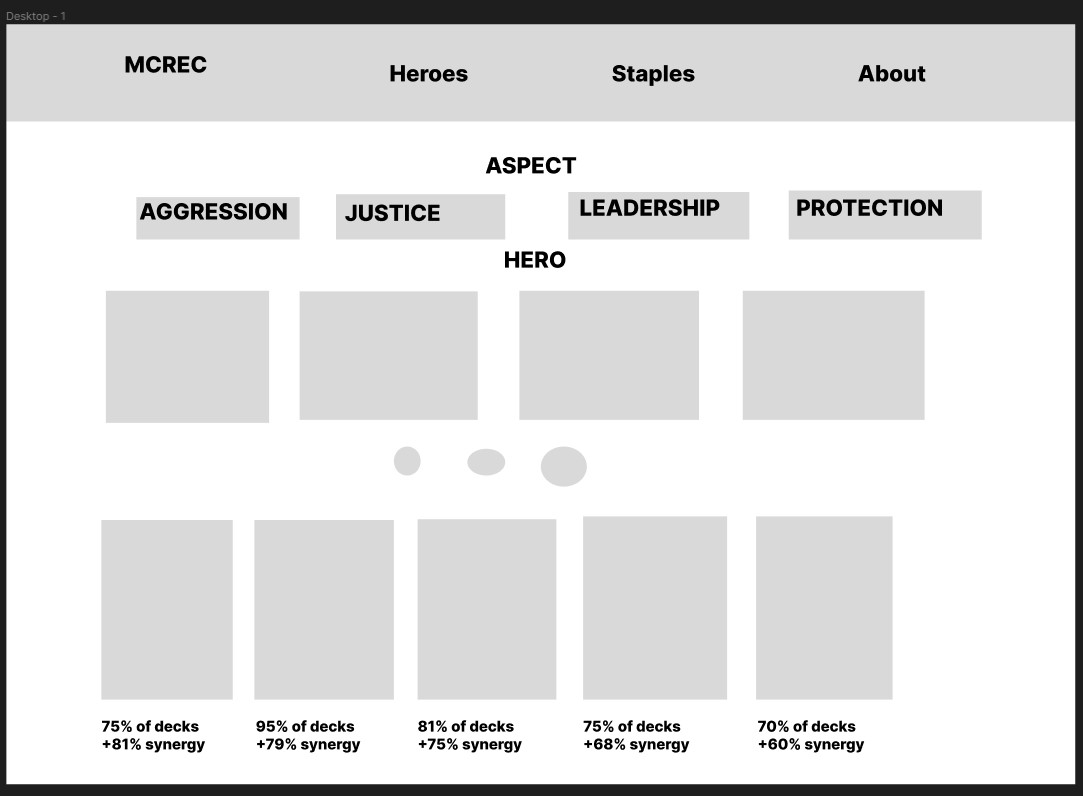 Desktop - 1
MCREC
Heroes
Staples
About
ASPECT
AGGRESSION
JUSTICE
LEADERSHIP
PROTECTION
HERO
75% of decks
+81% synergy
95% of decks
+79% synergy
81% of decks
+75% synergy
75% of decks
+68% synergy
70% of decks
+60% synergy